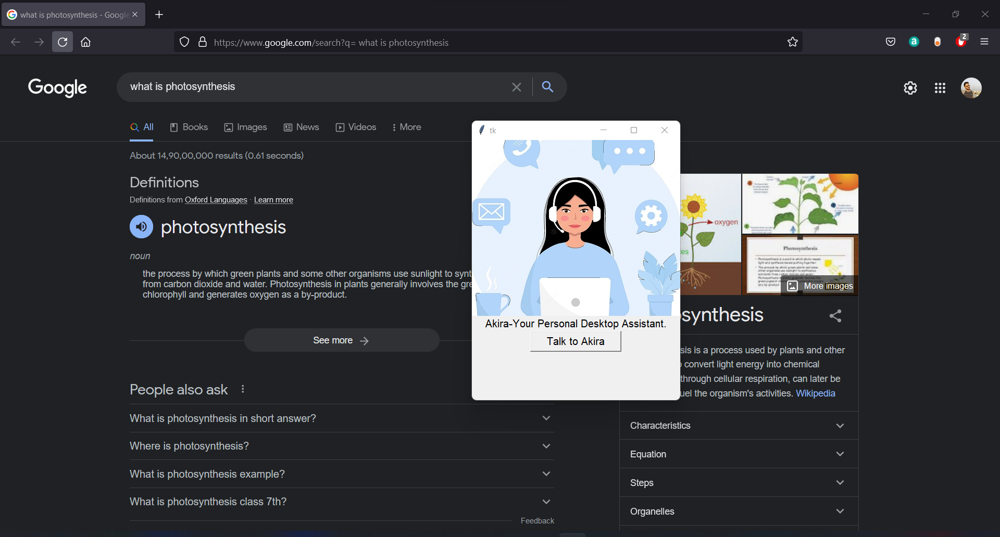 what is photosynthesis - Google
2
https://www.google.com/search?q= what is photosynthesis
Google
what is photosynthesis
All
Books
Images
News
Videos
More
About 14,90,00,000 results (0.61 seconds)
Definitions
Definitions from Oxford Languages · Learn more
photosynthesis
noun
the process by which green plants and some other organisms use sunlight to synt
from carbon dioxide and water. Photosynthesis in plants generally involves the gre
chlorophyll and generates oxygen as a by-product.
See more
People also ask
What is photosynthesis in short answer?
Where is photosynthesis?
What is photosynthesis example?
What is photosynthesis class 7th?
Feedback
tk
Akira-Your Personal Desktop Assistant.
Talk to Akira
oxygen
Photosynthesis
More images
synthesis
sis is a process used by plants and other
convert light energy into chemical
through cellular respiration, can later be
uel the organism's activities. Wikipedia
Characteristics
Equation
Steps
Organelles